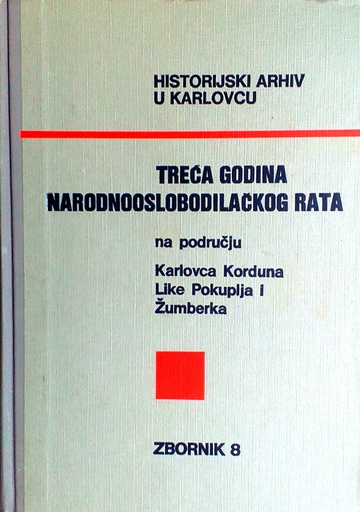 HISTORIJSKI ARHIV
U KARLOVCU
TREĆA GODINA
NARODNOOSLOBODILAČKOG RATA
na području
Karlovca Korduna
Like Pokuplja i
Žumberka
ZBORNIK 8